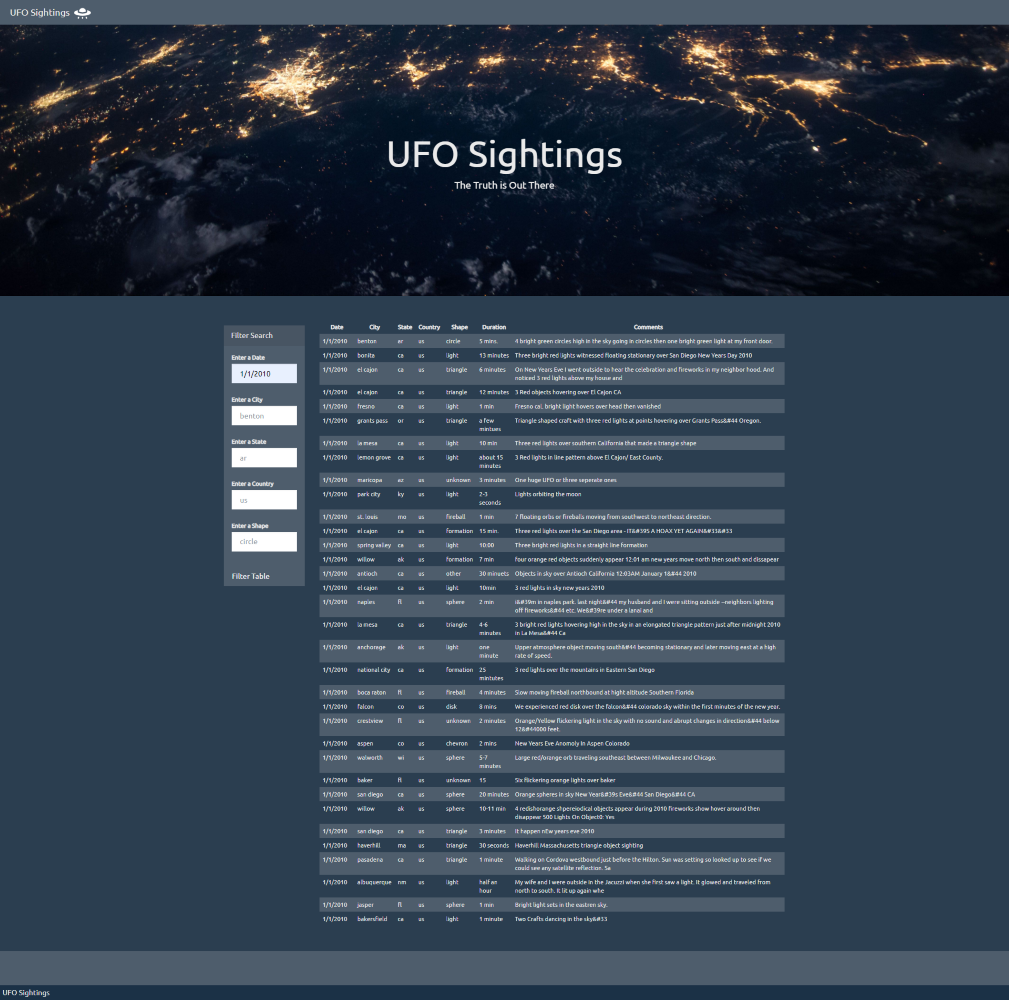 UFO Sightings
UFO Sightings
The Truth is Out There
Filter Search
Enter a Date
1/1/2010
Enter a City
benton
Enter a State
ar
Enter a Country
us
Enter a Shape
circle
Filter Table
Date City State Country Shape Duration Comments
1/1/2010 benton ar us circle 5 mins. 4 bright green circles high in the sky going in circles then one bright green light at my front door.
1/1/2010 bonita ca us light 13 minutes Three bright red lights witnessed floating stationary over San Diego New Years Day 2010
1/1/2010 el cajon ca us triangle 6 minutes On New Years Eve I went outside to hear the celebration and fireworks in my neighbor hood. And
noticed 3 red lights above my house and
1/1/2010 el cajon ca us triangle 12 minutes 3 Red objects hovering over El Cajon CA
1/1/2010 fresno ca us light 1 min Fresno cal, bright light hovers over head then vanished
1/1/2010 grants pass or us triangle a few Triangle shaped craft with three red lights at points hovering over Grants Pass&#44 Oregon.
mintues
1/1/2010 la mesa ca us light 10 min Three red lights over southern California that made a triangle shape
1/1/2010 lemon grove ca us light about 15 3 Red lights in line pattern above El Cajon/ East County.
minutes
1/1/2010 maricopa az us unknown 3 minutes One huge UFO or three seperate ones
1/1/2010 park city ky us light 2-3 Lights orbiting the moon
seconds
1/1/2010 st. louis mo us fireball 1 min 7 floating orbs or fireballs moving from southwest to northeast direction.
1/1/2010 el cajon ca us formation 15 min. Three red lights over the San Diego area - IT&#39S A HOAX YET AGAIN&#33&#33
1/1/2010 spring valley ca us light 10:00 Three bright red lights in a straight line formation
1/1/2010 willow ak us formation 7 min four orange red objects suddenly appear 12:01 am new years move north then south and dissapear
1/1/2010 antioch ca us other 30 minuets Objects in sky over Antioch California 12:03AM January 1&#44 2010
1/1/2010 el cajon ca us light 10min 3 red lights in sky new years 2010
1/1/2010 naples fl us sphere 2 min i&#39m in naples park. last night&#44 my husband and I were sitting outside --neighbors lighting
off fireworks&#44 etc. We&#39re under a lanai and
1/1/2010 la mesa ca us triangle 4-6 3 bright red lights hovering high in the sky in an elongated triangle pattern just after midnight 2010
minutes in La Mesa&#44 Ca
1/1/2010 anchorage ak us light one Upper atmosphere object moving south&#44 becoming stationary and later moving east at a high
minute rate of speed.
1/1/2010 national city ca us formation 25 3 red lights over the mountains in Eastern San Diego
mintutes
1/1/2010 boca raton fl us fireball 4 minutes Slow moving fireball northbound at hight altitude Southern Florida
1/1/2010 falcon co us disk 8 mins We experienced red disk over the falcon&#44 colorado sky within the first minutes of the new year.
1/1/2010 crestview fl us unknown 2 minutes Orange/Yellow flickering light in the sky with no sound and abrupt changes in direction&#44 below
12&#44000 feet.
1/1/2010 aspen co us chevron 2 mins New Years Eve Anomoly In Aspen Colorado
1/1/2010 walworth wi us sphere 5-7 Large red/orange orb traveling southeast between Milwaukee and Chicago.
minutes
1/1/2010 baker fl us unknown 15 Six flickering orange lights over baker
1/1/2010 san diego ca us sphere 20 minutes Orange spheres in sky New Year&#39s Eve&#44 San Diego&#44 CA
1/1/2010 willow ak us sphere 10-11 min 4 redishorange shpereiodical objects appear during 2010 fireworks show hover around then
disappear 500 Lights On Object0: Yes
1/1/2010 san diego ca us triangle 3 minutes it happen nEw years eve 2010
1/1/2010 haverhill ma us triangle 30 seconds Haverhill Massachusetts triangle object sighting
1/1/2010 pasadena ca us triangle 1 minute Walking on Cordova westbound just before the Hilton. Sun was setting so looked up to see if we
could see any satellite reflection. Sa
1/1/2010 albuquerque nm us light half an My wife and I were outside in the Jacuzzi when she first saw a light. It glowed and traveled from
hour north to south. It lit up again whe
1/1/2010 jasper fl us sphere 1 min Bright light sets in the eastren sky.
1/1/2010 bakersfield ca us light 1 minute Two Crafts dancing in the sky&#33
UFO Sightings